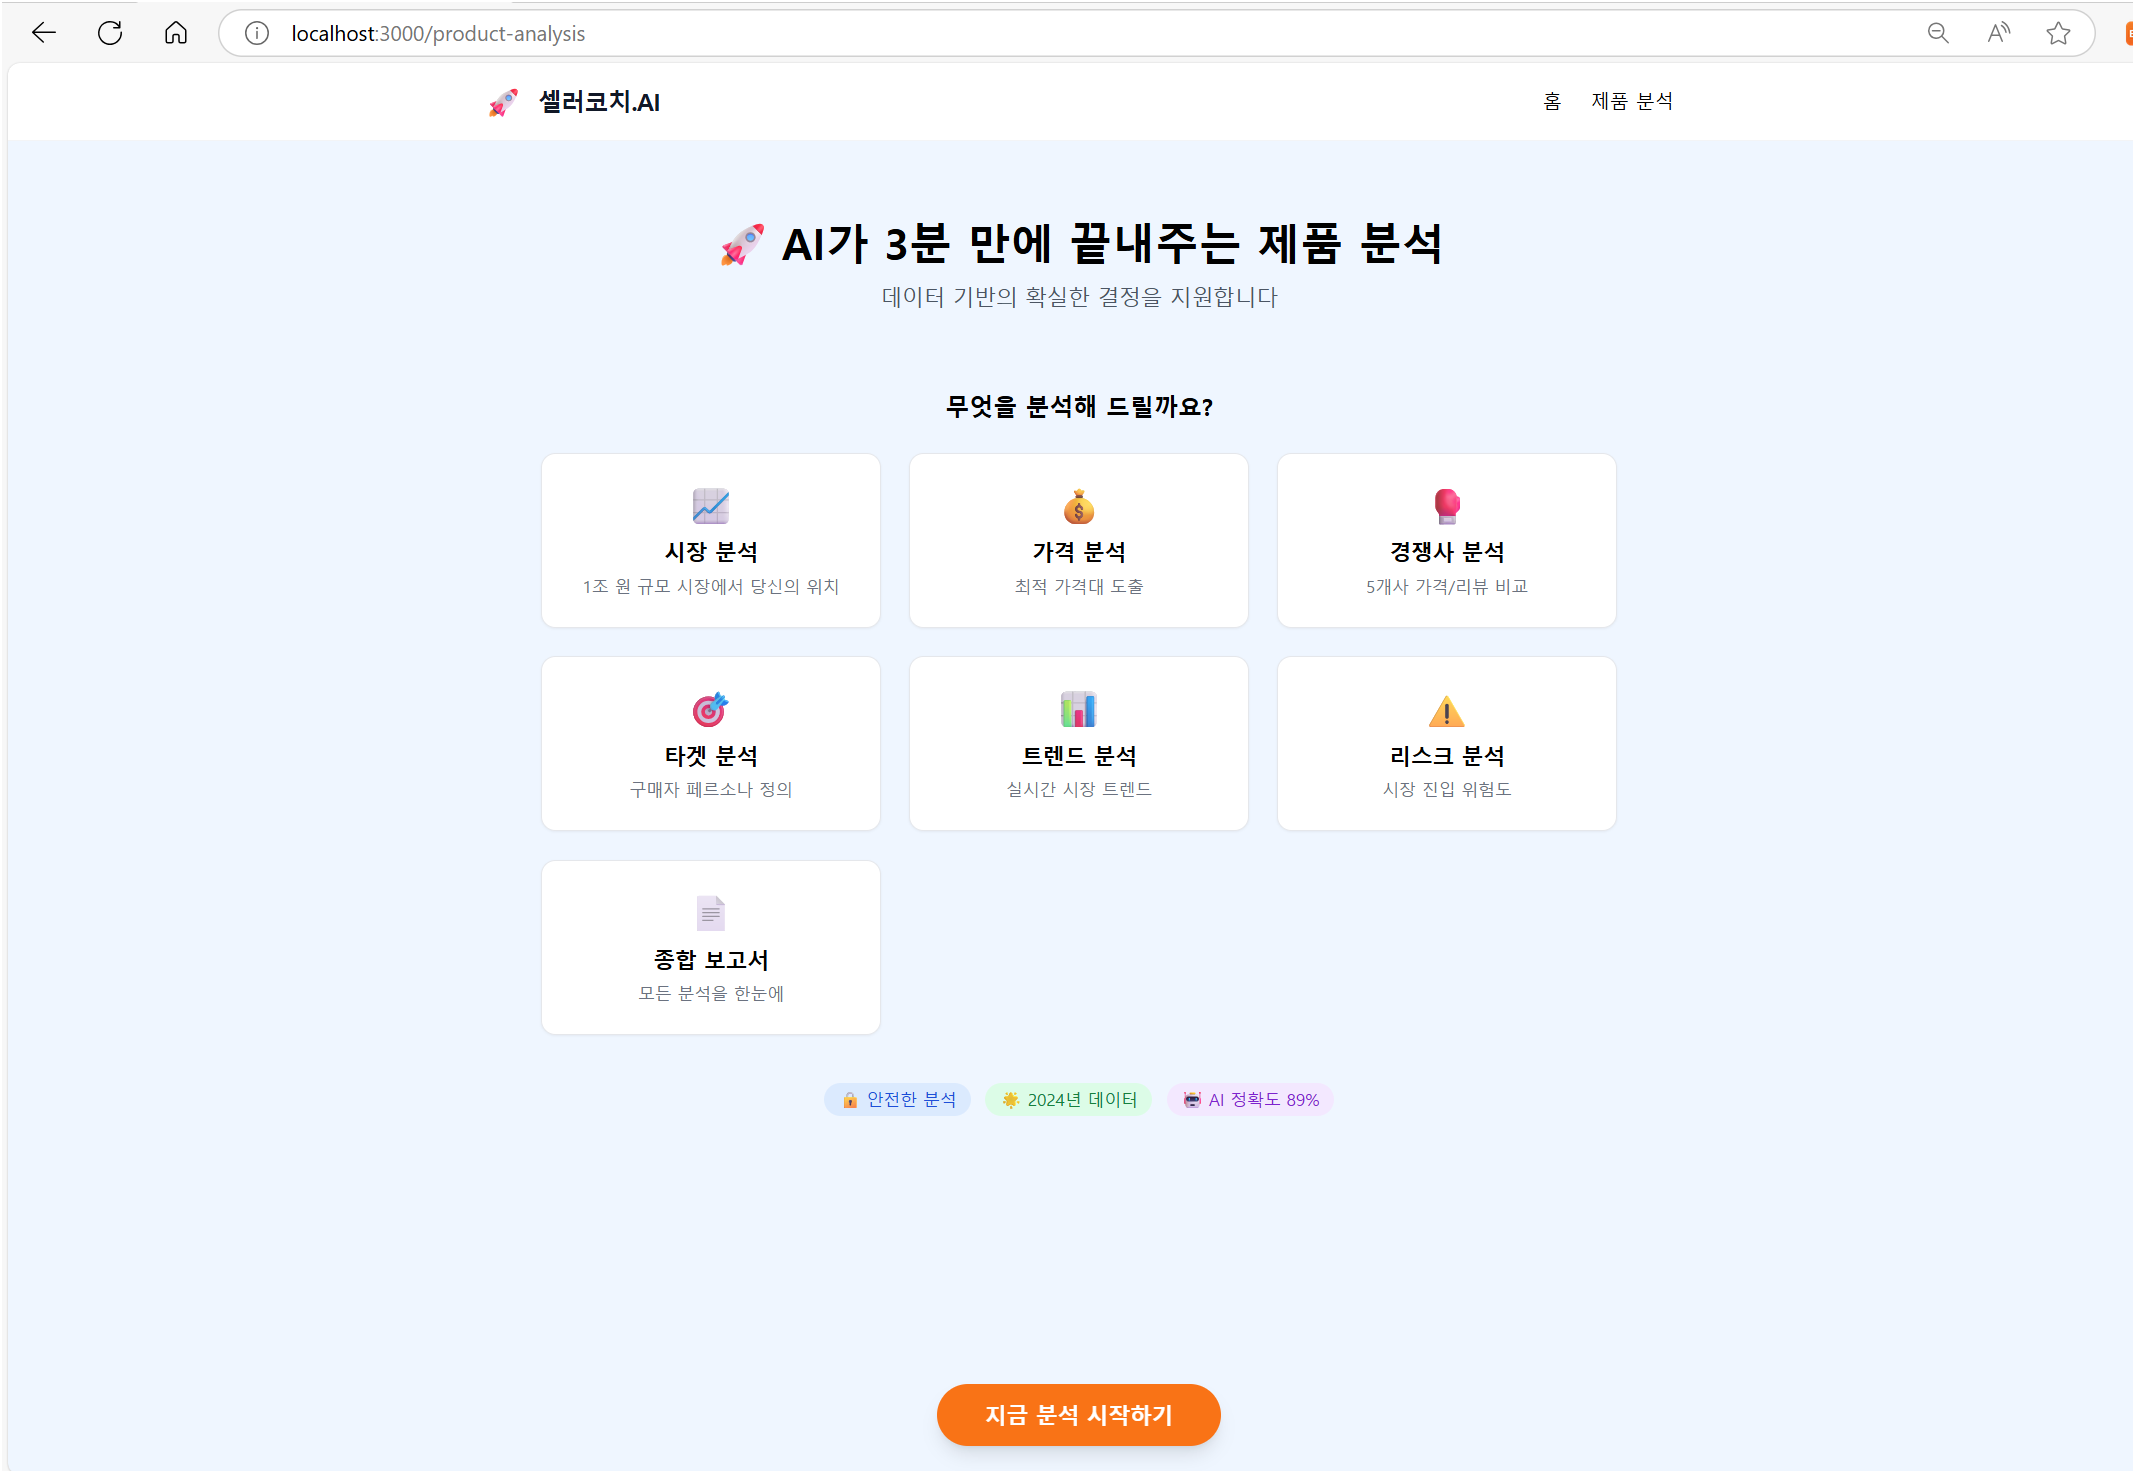 localhost:3000/product-analysis
셀러코치.AI
홈 제품 분석
AI가 3분 만에 끝내주는 제품 분석
데이터 기반의 확실한 결정을 지원합니다
무엇을 분석해 드릴까요?
시장 분석
1조 원 규모 시장에서 당신의 위치
가격 분석
최적 가격대 도출
경쟁사 분석
5개사 가격/리뷰 비교
타겟 분석
구매자 페르소나 정의
트렌드 분석
실시간 시장 트렌드
리스크 분석
시장 진입 위험도
종합 보고서
모든 분석을 한눈에
안전한 분석
2024년 데이터
AI 정확도 89%
지금 분석 시작하기